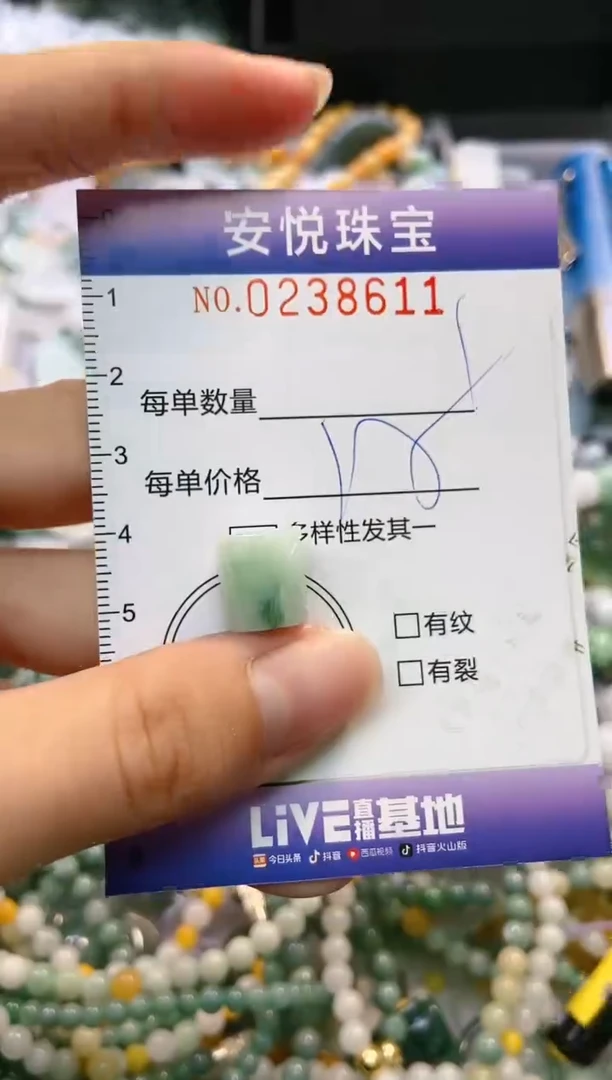 安悦珠宝
NO.0238611
1
2
每单数量
3
每单价格
4
多样性发其一
5
有纹
有裂
LiVE直播基地
头条 今日头条 抖音 西瓜视频 抖音火山版